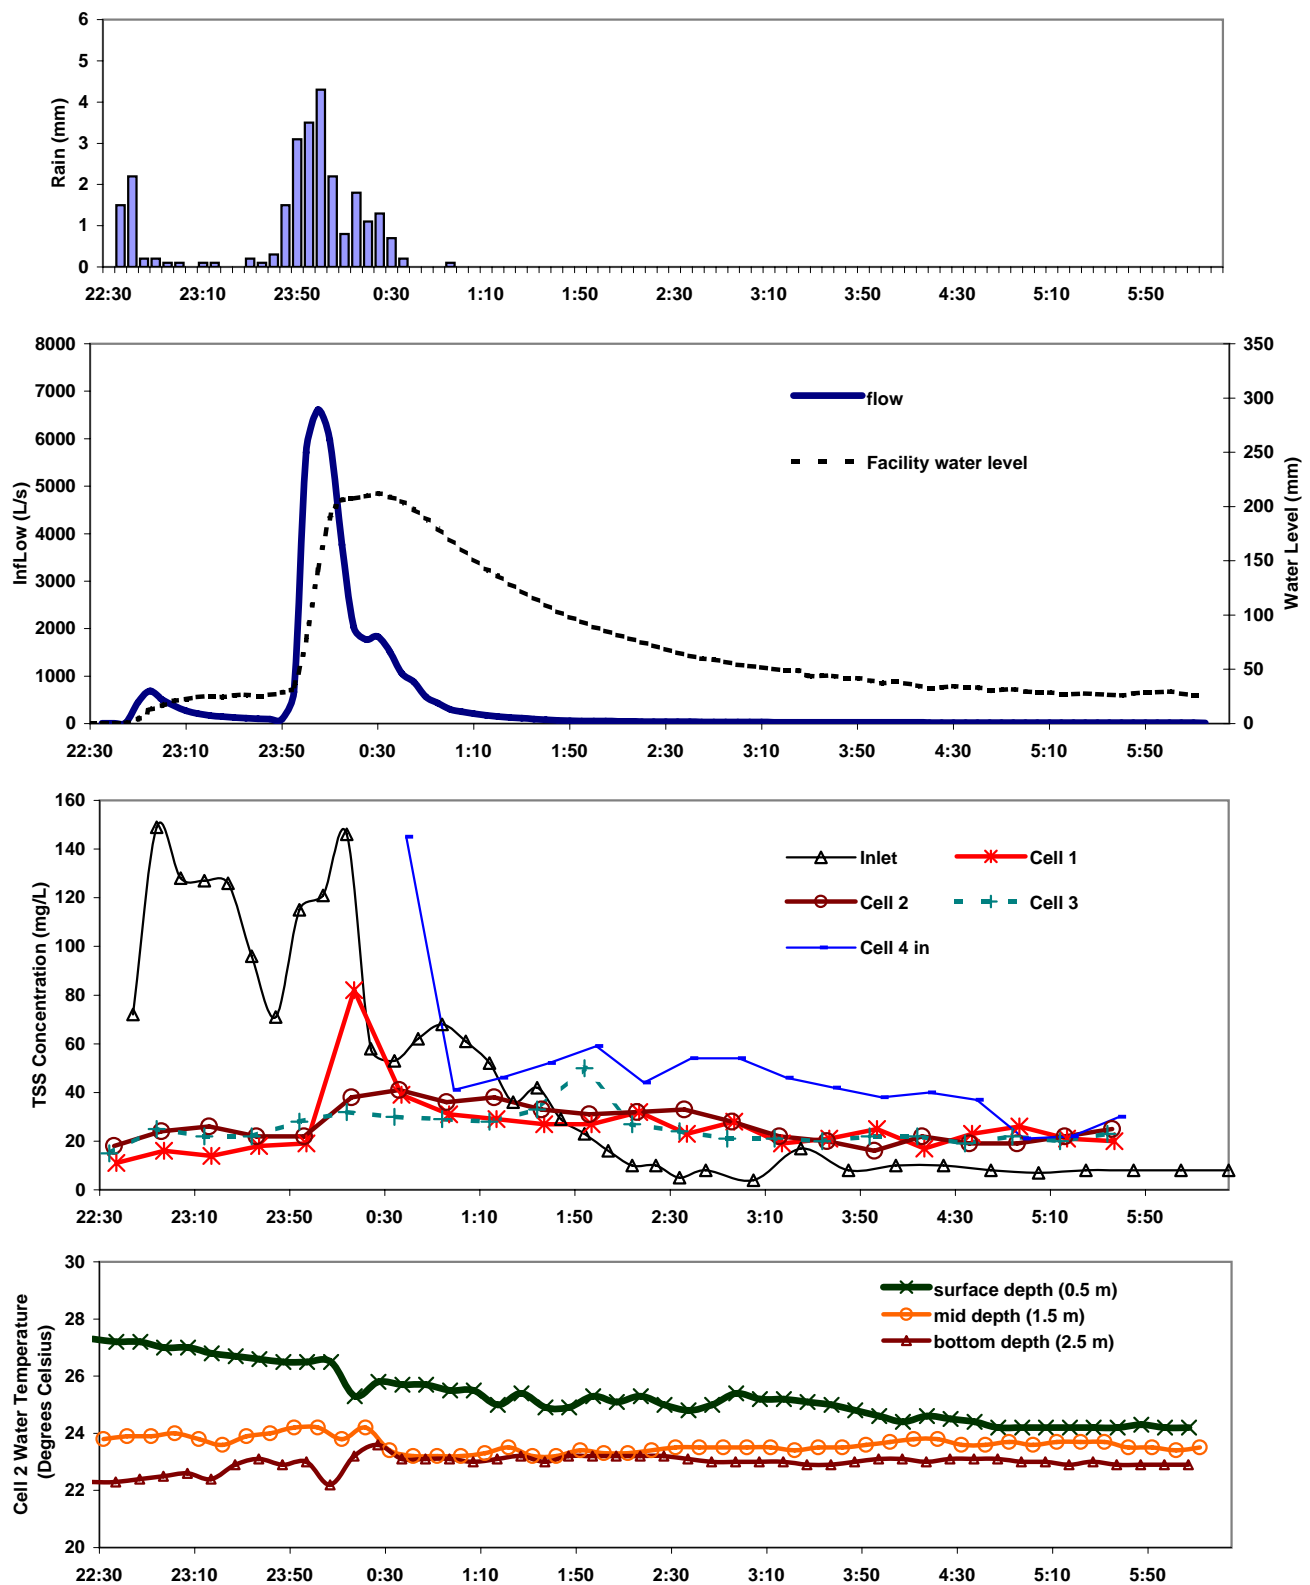 6
5
4
3
2
1
0
Rain (mm)
22:30 23:10 23:50 0:30 1:10 1:50 2:30 3:10 3:50 4:30 5:10 5:50
8000
7000
6000
5000
4000
3000
2000
1000
0
InfLow (L/s)
350
300
250
200
150
100
50
0
Water Level (mm)
flow
Facility water level
22:30 23:10 23:50 0:30 1:10 1:50 2:30 3:10 3:50 4:30 5:10 5:50
160
140
120
100
80
60
40
20
0
TSS Concentration (mg/L)
Inlet Cell 1
Cell 2 Cell 3
Cell 4 in
22:30 23:10 23:50 0:30 1:10 1:50 2:30 3:10 3:50 4:30 5:10 5:50
30
28
26
24
22
20
Cell 2 Water Temperature
(Degrees Celsius)
surface depth (0.5 m)
mid depth (1.5 m)
bottom depth (2.5 m)
22:30 23:10 23:50 0:30 1:10 1:50 2:30 3:10 3:50 4:30 5:10 5:50